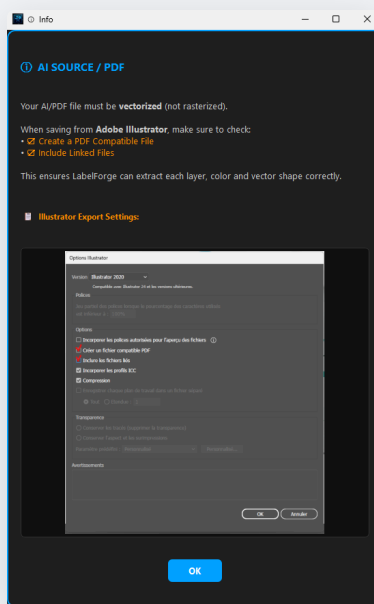 Info
AI SOURCE / PDF
Your AI/PDF file must be vectorized (not rasterized).
When saving from Adobe Illustrator, make sure to check:
• ☑ Create a PDF Compatible File
• ☑ Include Linked Files
This ensures LabelForge can extract each layer, color and vector shape correctly.
Illustrator Export Settings:
Options Illustrator
Version: Illustrator 2020
Compatible avec Illustrator 24 et les versions ultérieures.
Polices
Options
Incorporer les polices autorisées pour l'aperçu des fichiers
Créer un fichier compatible PDF
Inclure les fichiers liés
Incorporer les profils ICC
Compression
Transparence
Avertissements
OK
Annuler
OK